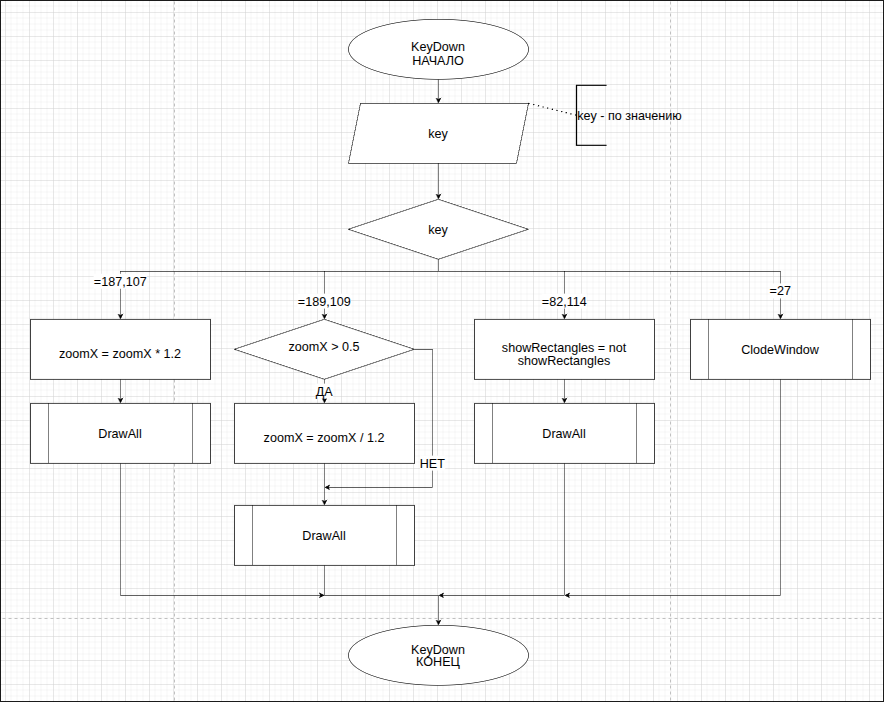 KeyDown
НАЧАЛО
key
key - по значению
key
=187,107
=189,109
=82,114
=27
zoomX = zoomX * 1.2
zoomX > 0.5
showRectangles = not
showRectangles
ClodeWindow
ДА
DrawAll
zoomX = zoomX / 1.2
DrawAll
НЕТ
DrawAll
KeyDown
КОНЕЦ